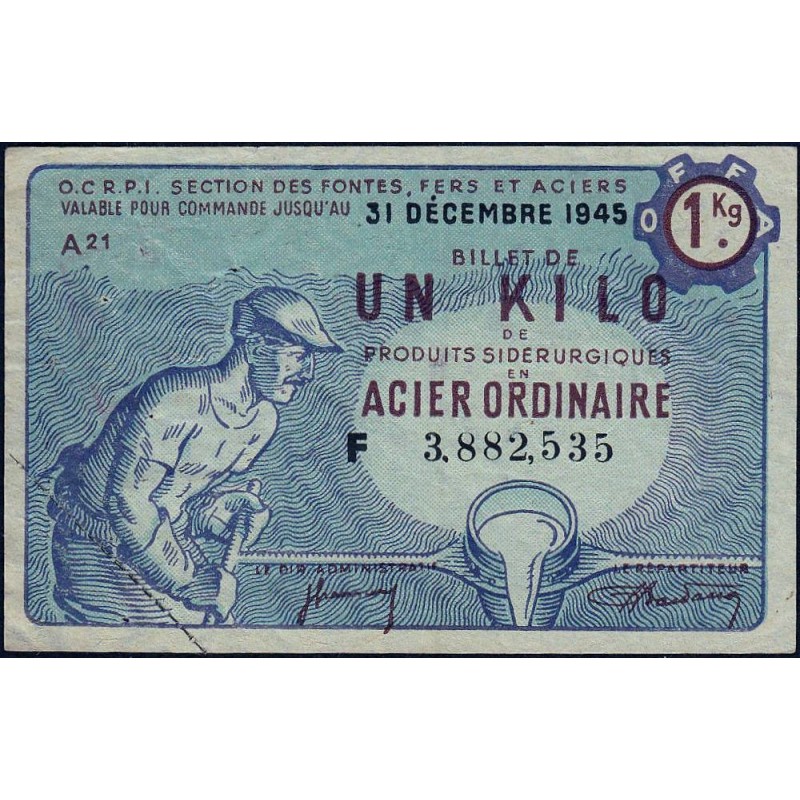 O.C.R.P.I. SECTION DES FONTES, FERS ET ACIERS
VALABLE POUR COMMANDE JUSQU'AU 31 DÉCEMBRE 1945
OFFA
1 Kg.
A21
BILLET DE
UN KILO
DE
PRODUITS SIDERURGIQUES
EN
ACIER ORDINAIRE
F 3,882,535
LE DIR. ADMINISTRATIF
LE RÉPARTITEUR